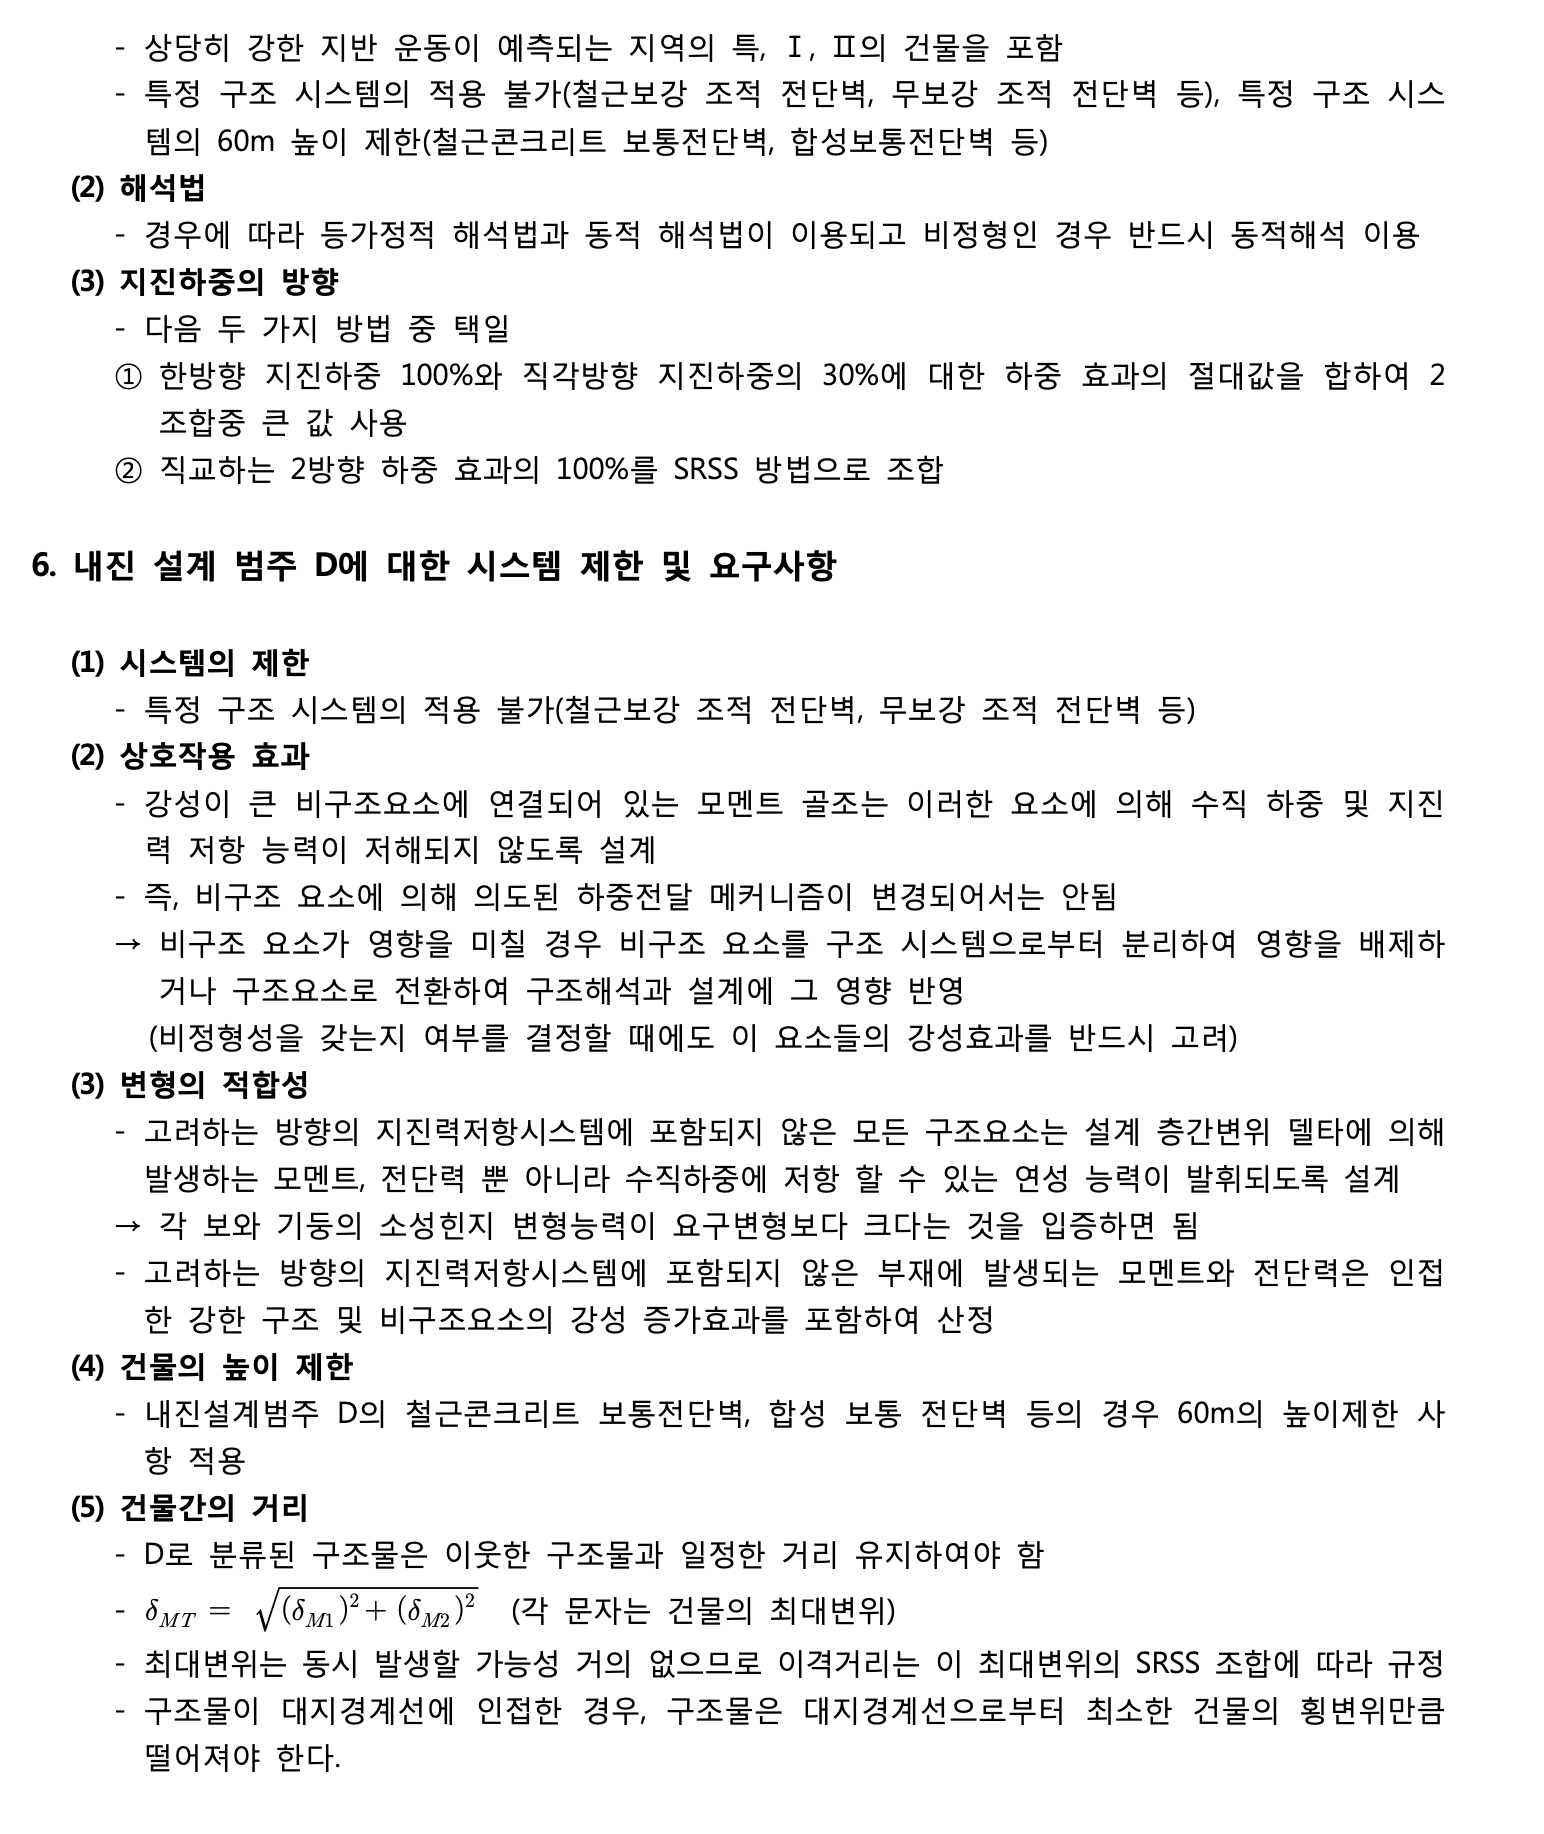 - 상당히 강한 지반 운동이 예측되는 지역의 특, Ⅰ, Ⅱ의 건물을 포함
- 특정 구조 시스템의 적용 불가(철근보강 조적 전단벽, 무보강 조적 전단벽 등), 특정 구조 시스
템의 60m 높이 제한(철근콘크리트 보통전단벽, 합성보통전단벽 등)
(2) 해석법
- 경우에 따라 등가정적 해석법과 동적 해석법이 이용되고 비정형인 경우 반드시 동적해석 이용
(3) 지진하중의 방향
- 다음 두 가지 방법 중 택일
① 한방향 지진하중 100%와 직각방향 지진하중의 30%에 대한 하중 효과의 절대값을 합하여 2
조합중 큰 값 사용
② 직교하는 2방향 하중 효과의 100%를 SRSS 방법으로 조합
6. 내진 설계 범주 D에 대한 시스템 제한 및 요구사항
(1) 시스템의 제한
- 특정 구조 시스템의 적용 불가(철근보강 조적 전단벽, 무보강 조적 전단벽 등)
(2) 상호작용 효과
- 강성이 큰 비구조요소에 연결되어 있는 모멘트 골조는 이러한 요소에 의해 수직 하중 및 지진
력 저항 능력이 저해되지 않도록 설계
- 즉, 비구조 요소에 의해 의도된 하중전달 메커니즘이 변경되어서는 안됨
→ 비구조 요소가 영향을 미칠 경우 비구조 요소를 구조 시스템으로부터 분리하여 영향을 배제하
거나 구조요소로 전환하여 구조해석과 설계에 그 영향 반영
(비정형성을 갖는지 여부를 결정할 때에도 이 요소들의 강성효과를 반드시 고려)
(3) 변형의 적합성
- 고려하는 방향의 지진력저항시스템에 포함되지 않은 모든 구조요소는 설계 층간변위 델타에 의해
발생하는 모멘트, 전단력 뿐 아니라 수직하중에 저항 할 수 있는 연성 능력이 발휘되도록 설계
→ 각 보와 기둥의 소성힌지 변형능력이 요구변형보다 크다는 것을 입증하면 됨
- 고려하는 방향의 지진력저항시스템에 포함되지 않은 부재에 발생되는 모멘트와 전단력은 인접
한 강한 구조 및 비구조요소의 강성 증가효과를 포함하여 산정
(4) 건물의 높이 제한
- 내진설계범주 D의 철근콘크리트 보통전단벽, 합성 보통 전단벽 등의 경우 60m의 높이제한 사
항 적용
(5) 건물간의 거리
- D로 분류된 구조물은 이웃한 구조물과 일정한 거리 유지하여야 함
- δ_MT = √((δ_M1)² + (δ_M2)²) (각 문자는 건물의 최대변위)
- 최대변위는 동시 발생할 가능성 거의 없으므로 이격거리는 이 최대변위의 SRSS 조합에 따라 규정
- 구조물이 대지경계선에 인접한 경우, 구조물은 대지경계선으로부터 최소한 건물의 횡변위만큼
떨어져야 한다.